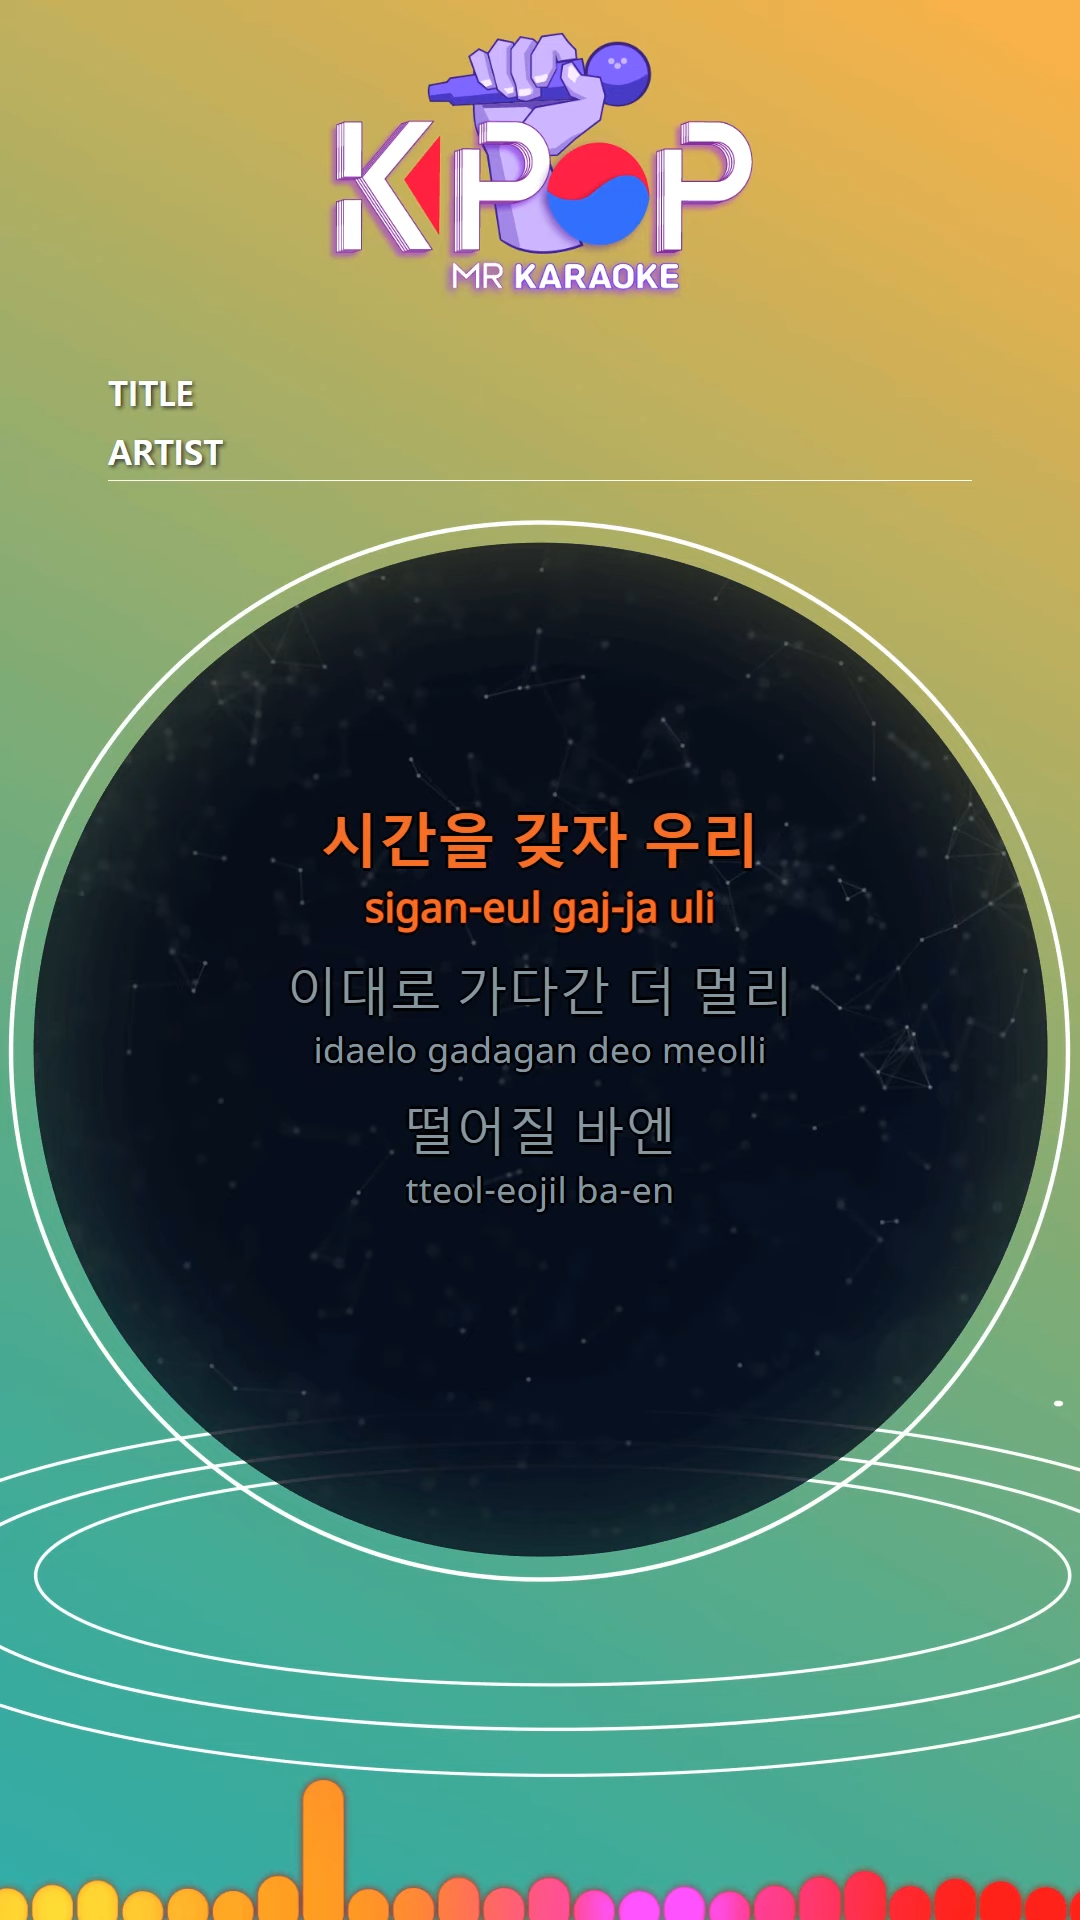 KPOP
MR KARAOKE
TITLE
ARTIST
시간을 갖자 우리
sigan-eul gaj-ja uli
이대로 가다간 더 멀리
idaelo gadagan deo meolli
떨어질 바엔
tteol-eojil ba-en